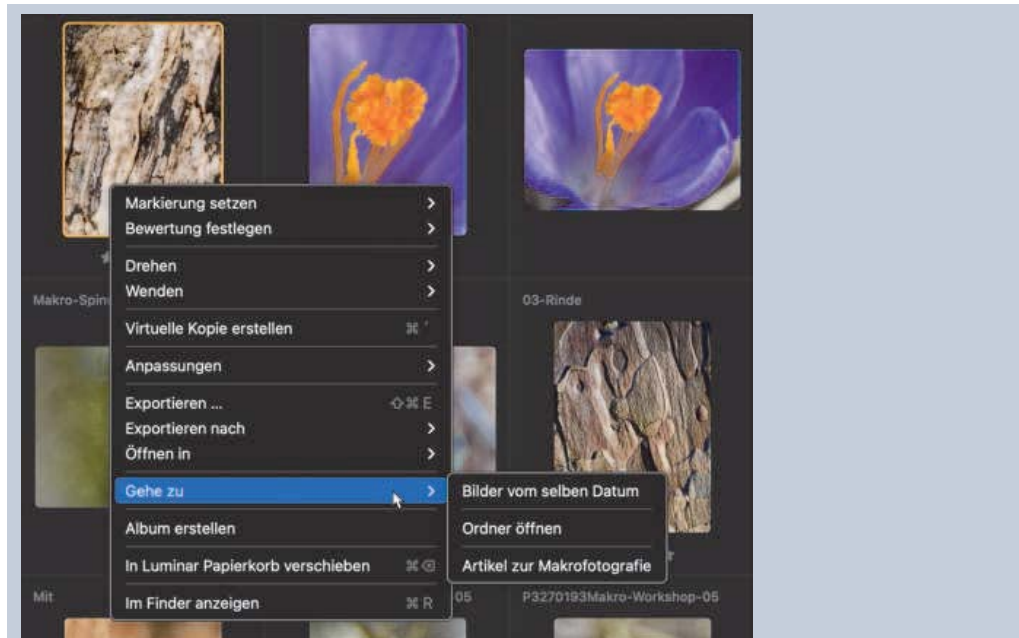 Markierung setzen
Bewertung festlegen
Drehen
Wenden
Makro-Spin
03-Rinde
Virtuelle Kopie erstellen ⌘
Anpassungen
Exportieren ... ⇧⌘ E
Exportieren nach
Öffnen in
Gehe zu
Bilder vom selben Datum
Album erstellen
Ordner öffnen
In Luminar Papierkorb verschieben ⌘⌫
Artikel zur Makrofotografie
Mit
05
P3270193Makro-Workshop-05
Im Finder anzeigen ⌘ R